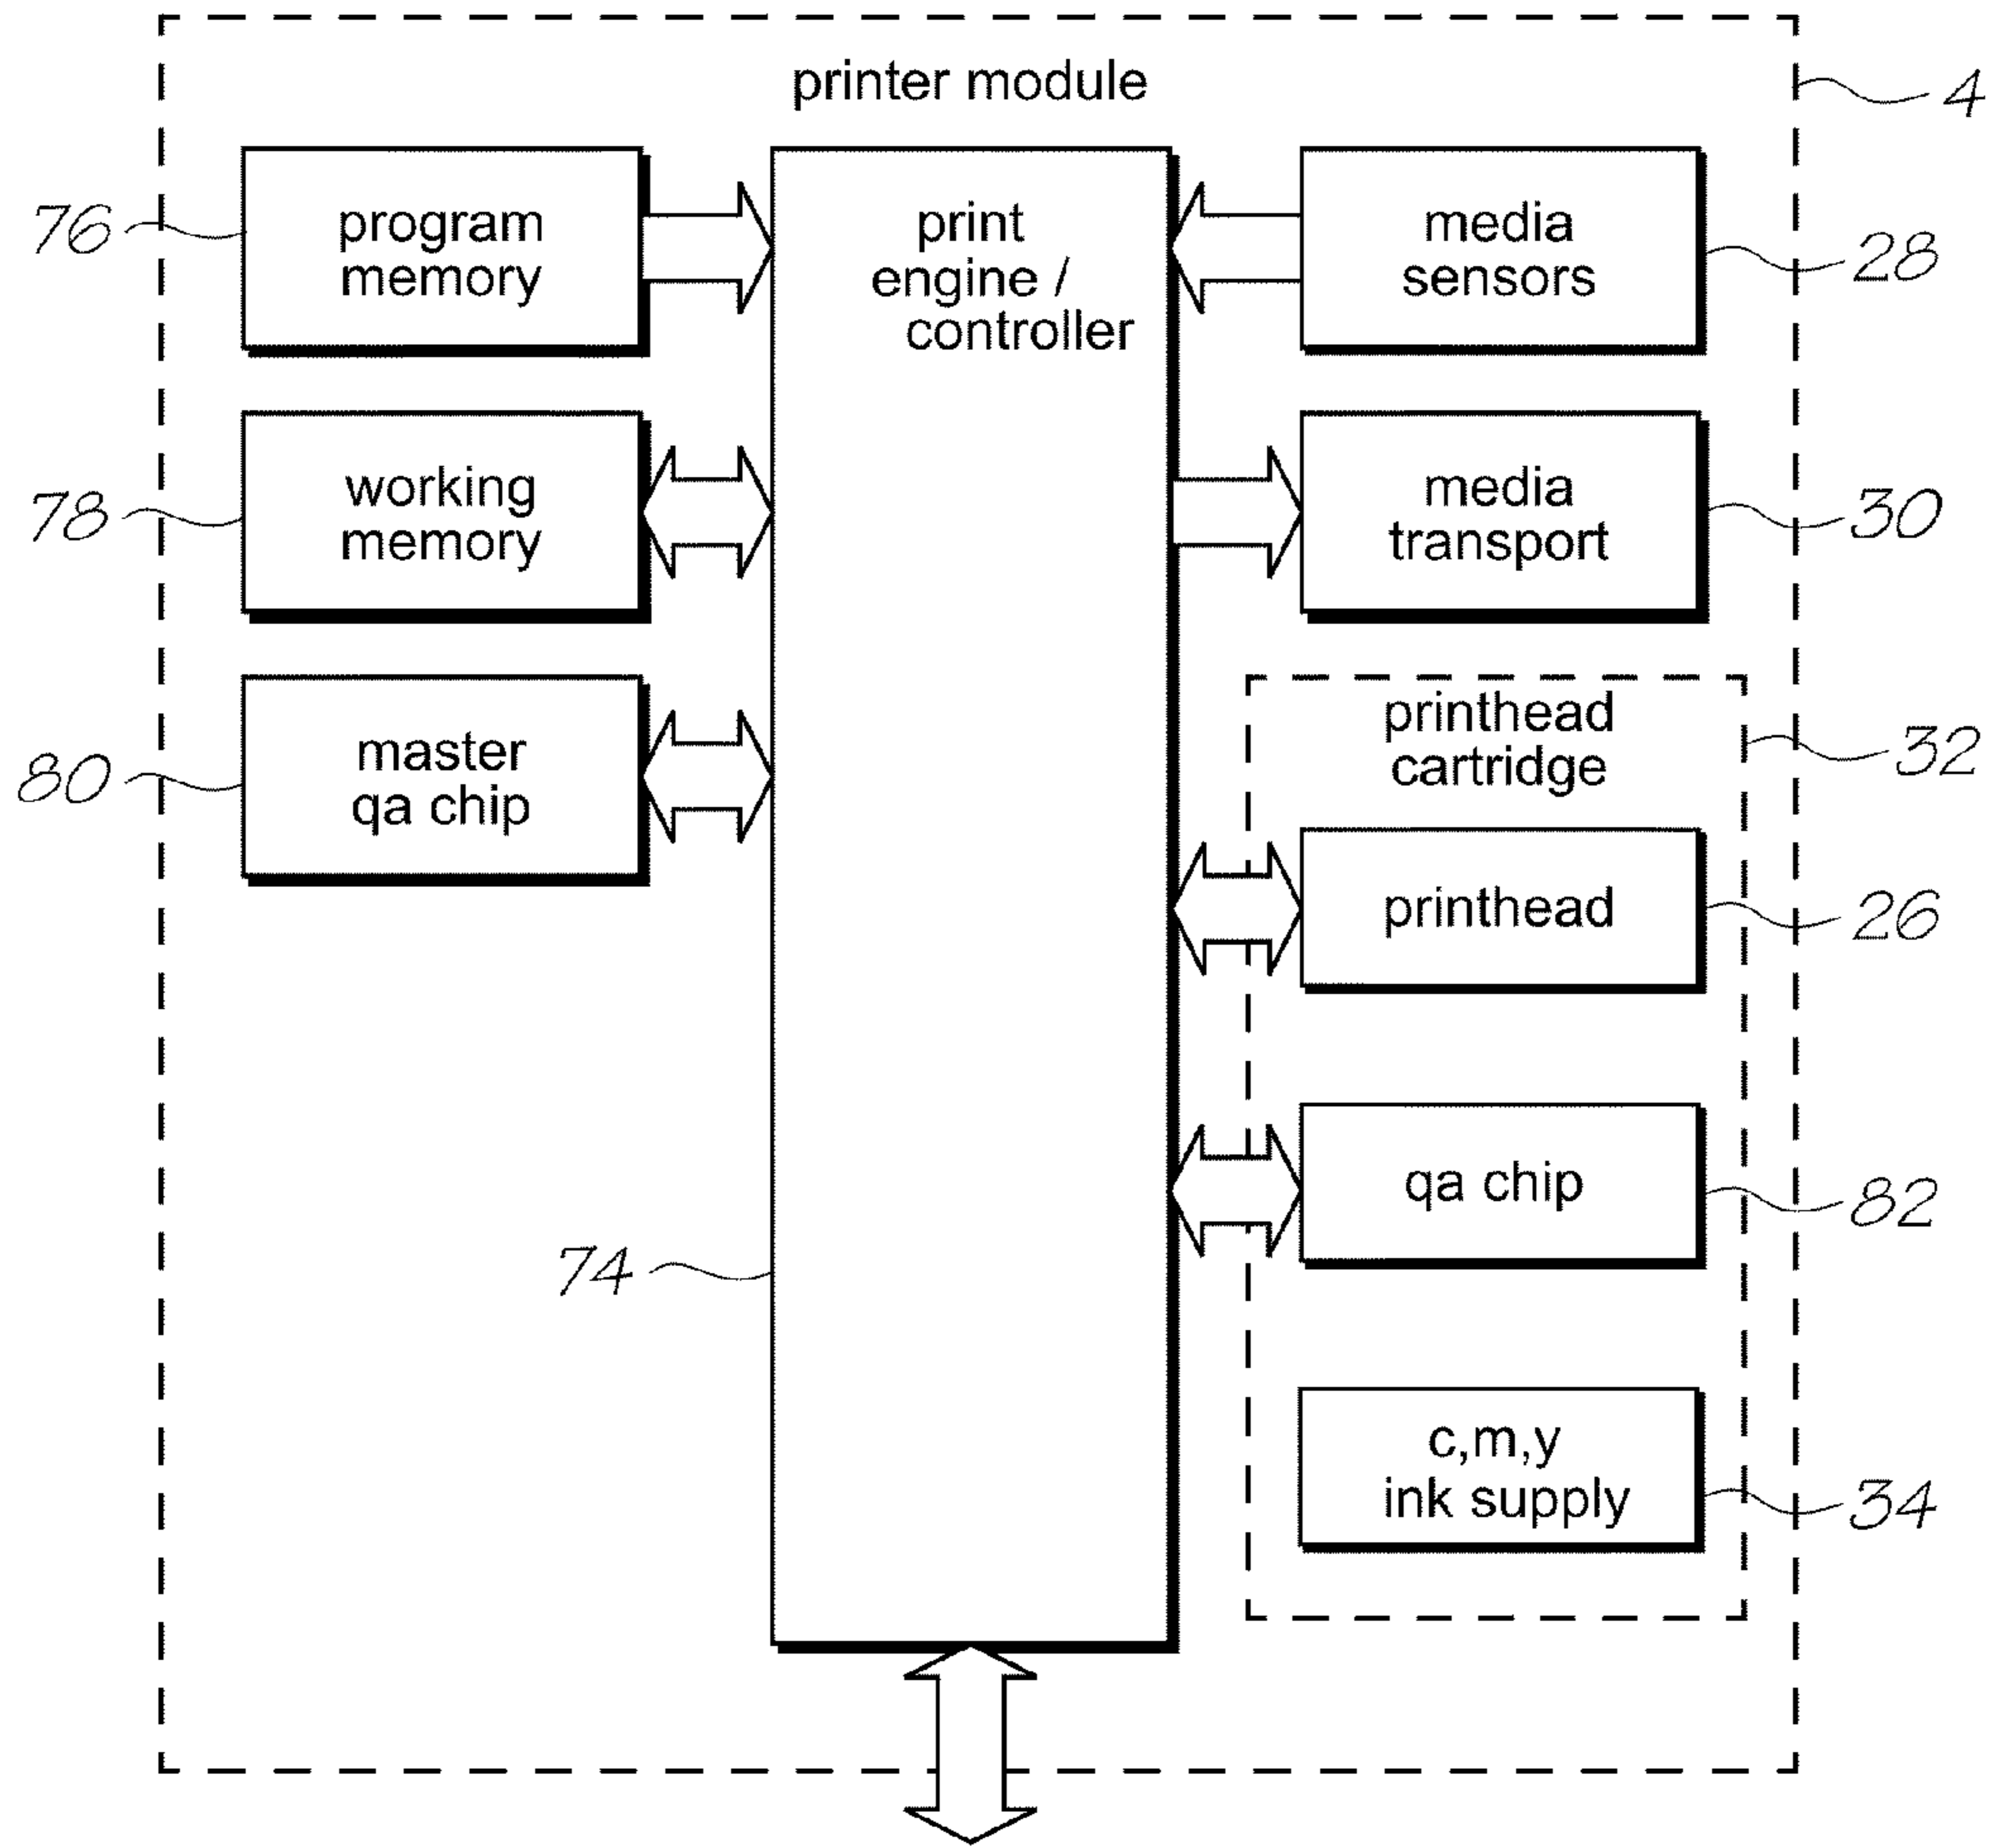 printer module
4
76
program
memory
print
engine /
controller
media
sensors
28
78
working
memory
media
transport
30
80
master
qa chip
printhead
cartridge
32
printhead
26
74
qa chip
82
c,m,y
ink supply
34